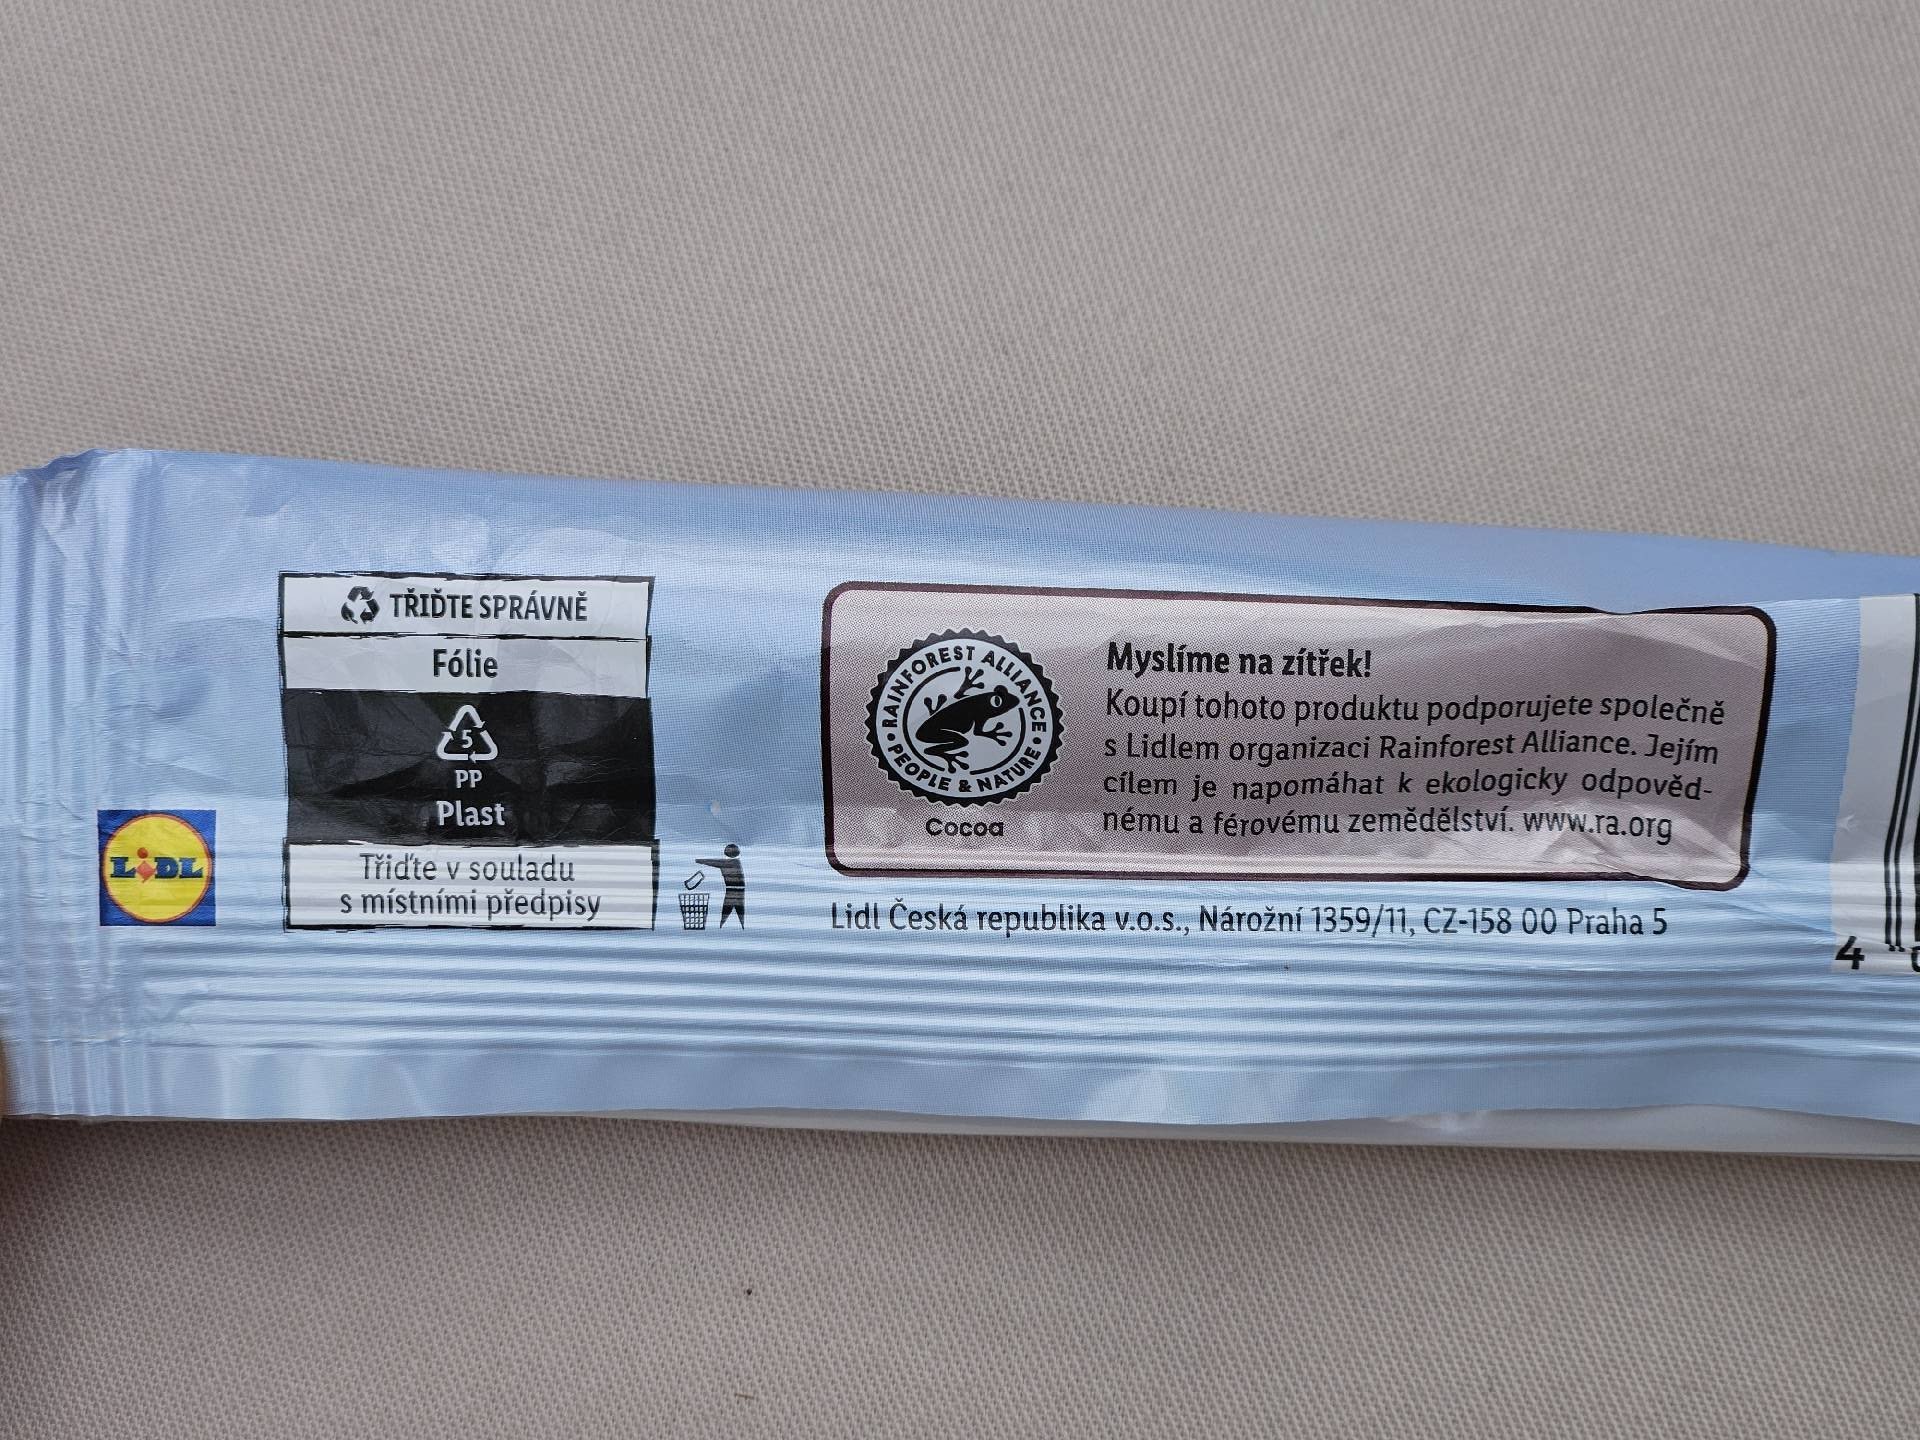 TŘIĎTE SPRÁVNĚ
Fólie
5
PP
Plast
Třiďte v souladu
s místními předpisy
LIDL
RAINFOREST ALLIANCE
PEOPLE & NATURE
Cocoa
Myslíme na zítřek!
Koupí tohoto produktu podporujete společně
s Lidlem organizaci Rainforest Alliance. Jejím
cílem je napomáhat k ekologicky odpověd-
nému a férovému zemědělství. www.ra.org
Lidl Česká republika v.o.s., Nárožní 1359/11, CZ-158 00 Praha 5
4